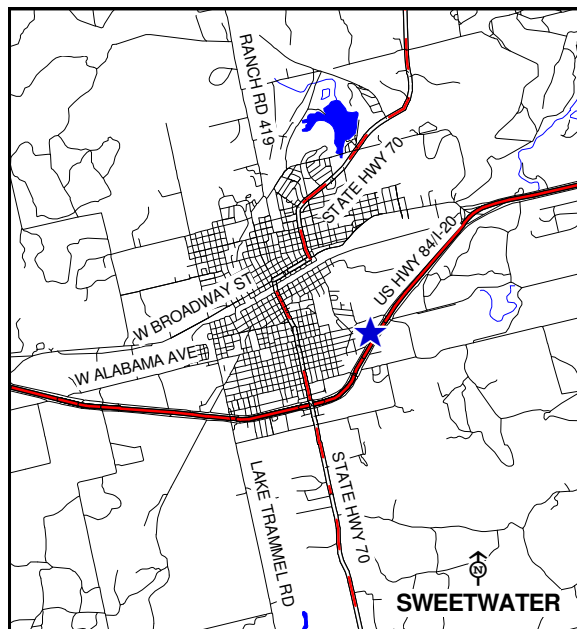 RANCH RD 419
STATE HWY 70
US HWY 84/I-20
W BROADWAY ST
W ALABAMA AVE
LAKE TRAMMEL RD
STATE HWY 70
N
SWEETWATER